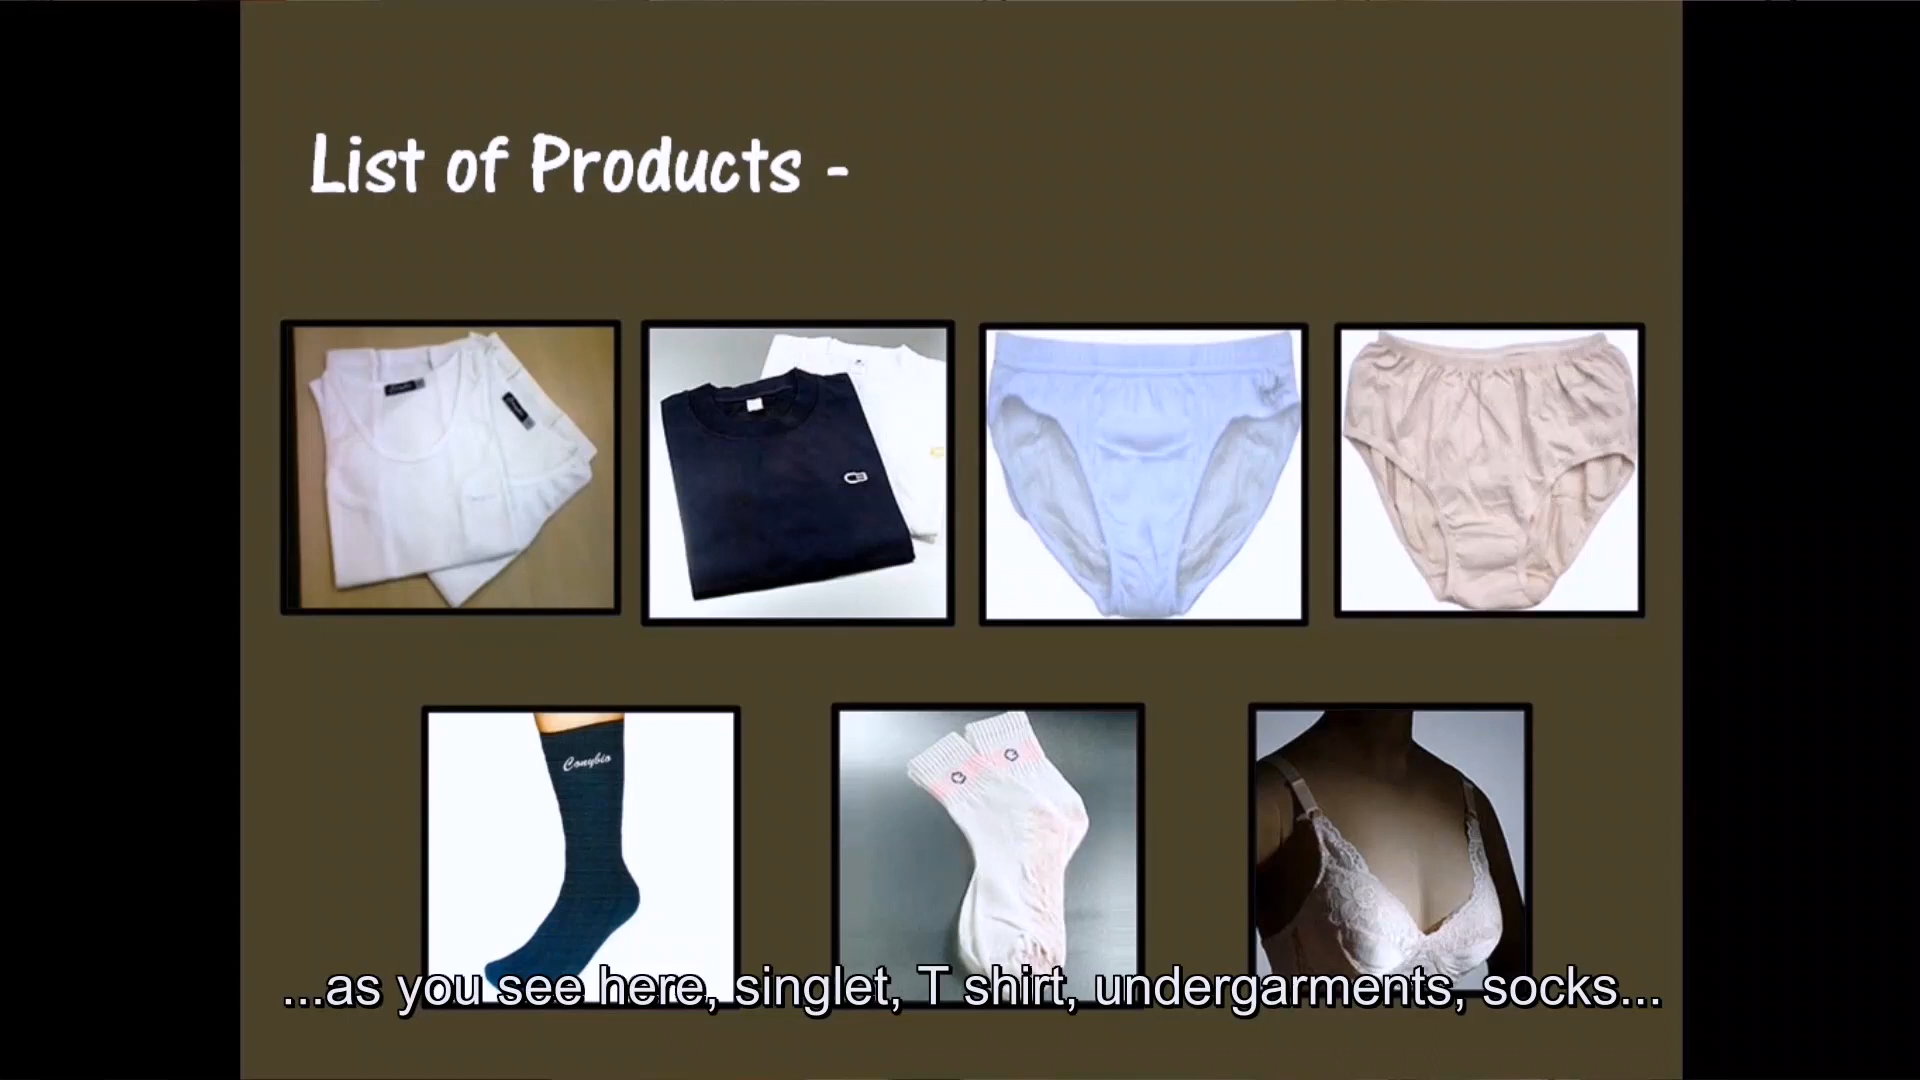 List of Products -
Conybio
...as you see here, singlet, T shirt, undergarments, socks...